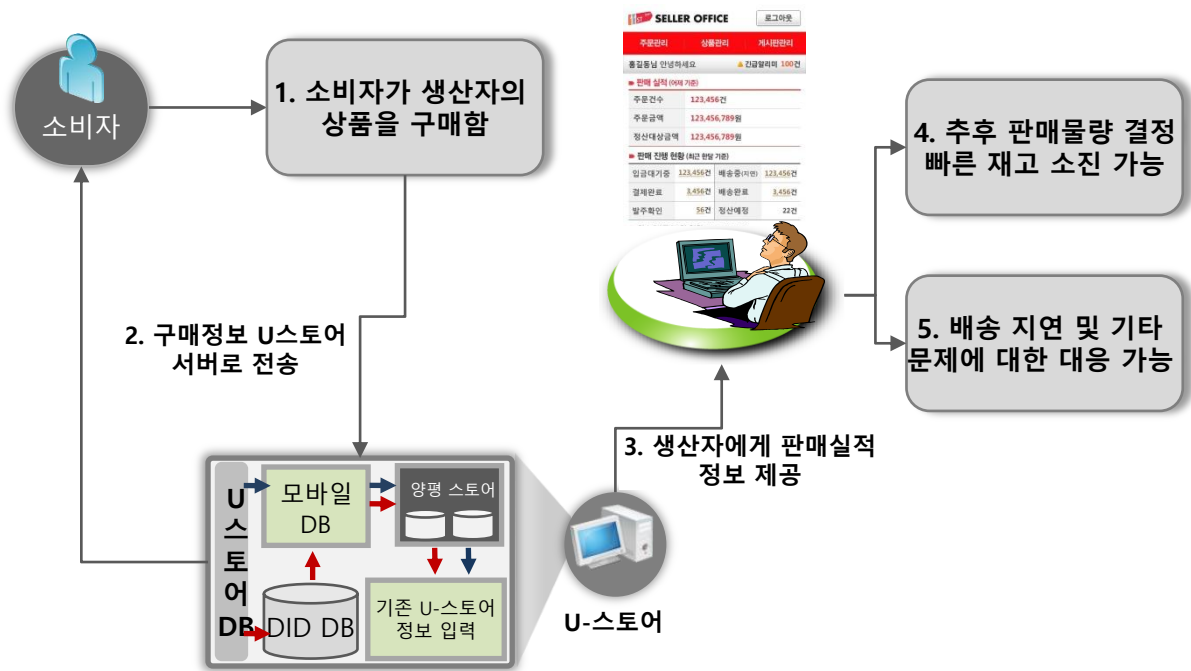 소비자
1. 소비자가 생산자의
상품을 구매함
2. 구매정보 U스토어
서버로 전송
SELLER OFFICE
로그아웃
주문관리 상품관리 게시판관리
홍길동님 안녕하세요 긴급알리미 100건
판매 실적 (어제 기준)
주문건수 123,456건
주문금액 123,456,789원
정산대상금액 123,456,789원
판매 진행 현황 (최근 한달 기준)
입금대기중 123,456건 배송중(지연) 123,456건
결제완료 3,456건 배송완료 3,456건
발주확인 56건 정산예정 22건
3. 생산자에게 판매실적
정보 제공
4. 추후 판매물량 결정
빠른 재고 소진 가능
5. 배송 지연 및 기타
문제에 대한 대응 가능
U
스
토
어
DB
모바일
DB
양평 스토어
DID DB
기존 U-스토어
정보 입력
U-스토어